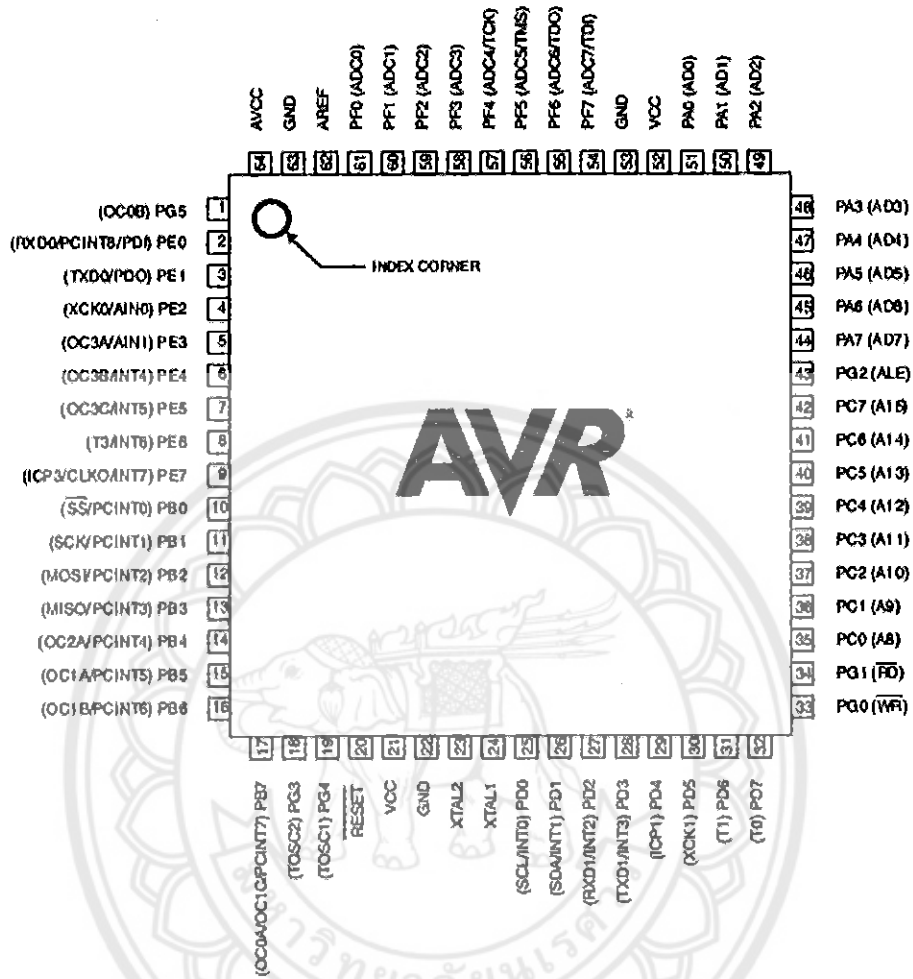 AVCC
GND
AREF
PF0 (ADC0)
PF1 (ADC1)
PF2 (ADC2)
PF3 (ADC3)
PF4 (ADC4/TCK)
PF5 (ADC5/TMS)
PF6 (ADC6/TDO)
PF7 (ADC7/TDI)
GND
VCC
PA0 (AD0)
PA1 (AD1)
PA2 (AD2)
64 63 62 61 60 59 58 57 56 55 54 53 52 51 50 49
(OC0B) PG5 1
(RXD0/PCINT8/PDI) PE0 2
(TXD0/PDO) PE1 3
(XCK0/AIN0) PE2 4
(OC3A/AIN1) PE3 5
(OC3B/INT4) PE4 6
(OC3C/INT5) PE5 7
(T3/INT6) PE6 8
(ICP3/CLKO/INT7) PE7 9
(SS/PCINT0) PB0 10
(SCK/PCINT1) PB1 11
(MOSI/PCINT2) PB2 12
(MISO/PCINT3) PB3 13
(OC2A/PCINT4) PB4 14
(OC1A/PCINT5) PB5 15
(OC1B/PCINT6) PB6 16
INDEX CORNER
AVR®
48 PA3 (AD3)
47 PA4 (AD4)
46 PA5 (AD5)
45 PA6 (AD6)
44 PA7 (AD7)
43 PG2 (ALE)
42 PC7 (A15)
41 PC6 (A14)
40 PC5 (A13)
39 PC4 (A12)
38 PC3 (A11)
37 PC2 (A10)
36 PC1 (A9)
35 PC0 (A8)
34 PG1 (RD)
33 PG0 (WR)
17 18 19 20 21 22 23 24 25 26 27 28 29 30 31 32
(OC0A/OC1C/PCINT7) PB7
(TOSC2) PG3
(TOSC1) PG4
RESET
VCC
GND
XTAL2
XTAL1
(SCL/INT0) PD0
(SDA/INT1) PD1
(RXD1/INT2) PD2
(TXD1/INT3) PD3
(ICP1) PD4
(XCK1) PD5
(T1) PD6
(T0) PD7